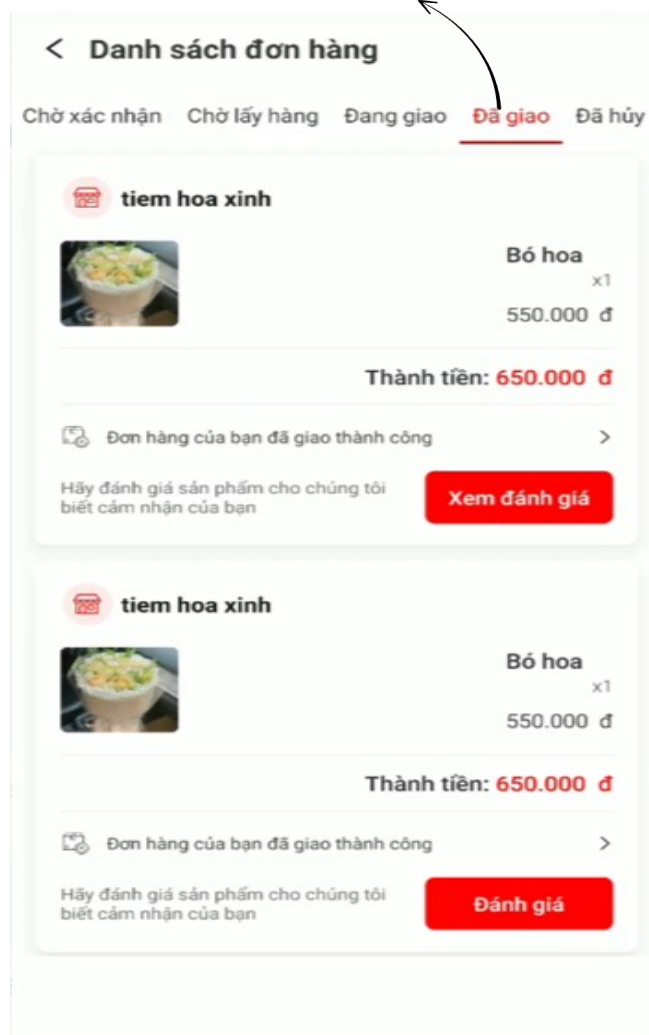 Danh sách đơn hàng
Chờ xác nhận Chờ lấy hàng Đang giao Đã giao Đã hủy
tiem hoa xinh
Bó hoa
x1
550.000 đ
Thành tiền: 650.000 đ
Đơn hàng của bạn đã giao thành công
Hãy đánh giá sản phẩm cho chúng tôi
biết cảm nhận của bạn
Xem đánh giá
tiem hoa xinh
Bó hoa
x1
550.000 đ
Thành tiền: 650.000 đ
Đơn hàng của bạn đã giao thành công
Hãy đánh giá sản phẩm cho chúng tôi
biết cảm nhận của bạn
Đánh giá